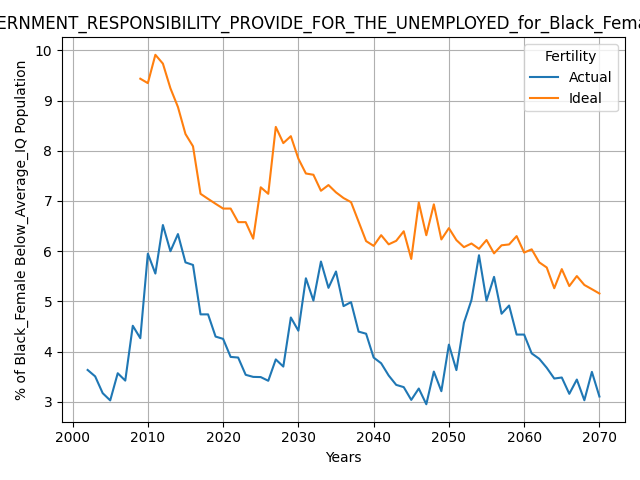 ERNMENT_RESPONSIBILITY_PROVIDE_FOR_THE_UNEMPLOYED_for_Black_Fema
% of Black_Female Below_Average_IQ Population
10
9
8
7
6
5
4
3
Fertility
Actual
Ideal
2000 2010 2020 2030 2040 2050 2060 2070
Years